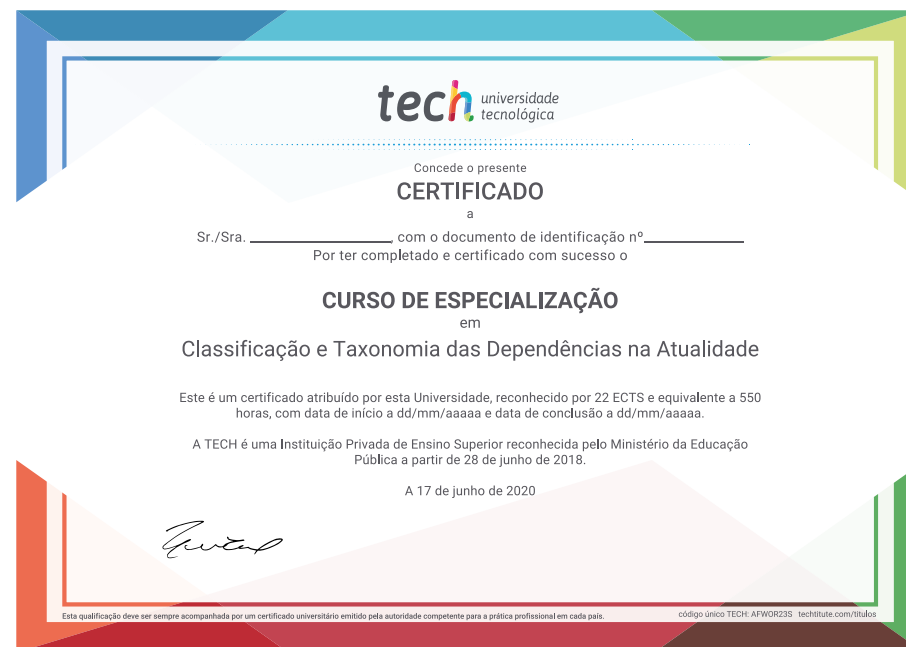 tech universidade
tecnológica
Concede o presente
CERTIFICADO
a
Sr./Sra. ____________________, com o documento de identificação nº______________
Por ter completado e certificado com sucesso o
CURSO DE ESPECIALIZAÇÃO
em
Classificação e Taxonomia das Dependências na Atualidade
Este é um certificado atribuído por esta Universidade, reconhecido por 22 ECTS e equivalente a 550
horas, com data de início a dd/mm/aaaaa e data de conclusão a dd/mm/aaaaa.
A TECH é uma Instituição Privada de Ensino Superior reconhecida pelo Ministério da Educação
Pública a partir de 28 de junho de 2018.
A 17 de junho de 2020
Esta qualificação deve ser sempre acompanhada por um certificado universitário emitido pela autoridade competente para a prática profissional em cada país.
código único TECH: AFWOR23S techtitute.com/titulos